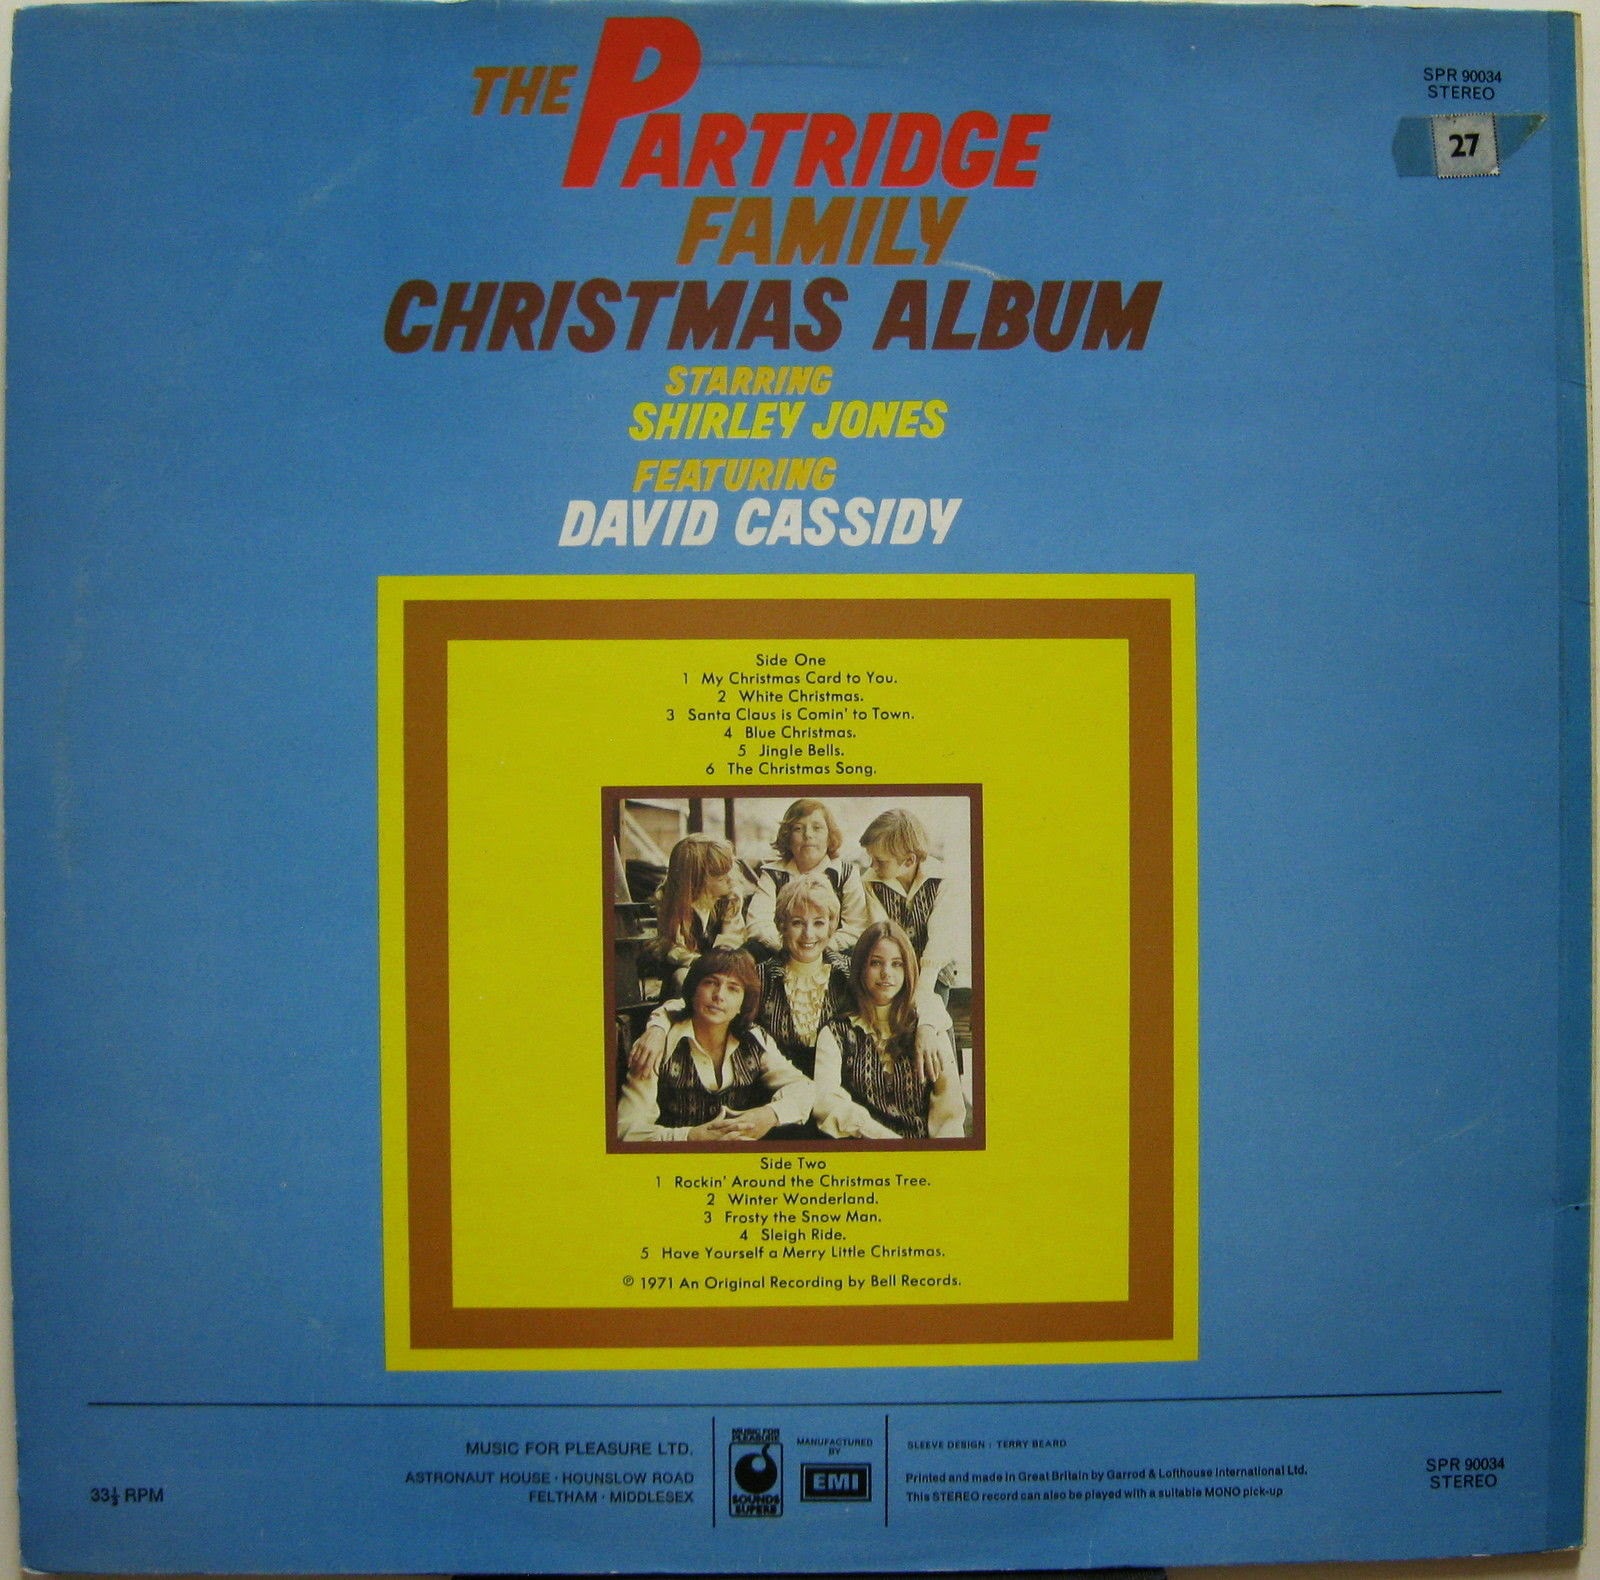 THE PARTRIDGE
FAMILY
CHRISTMAS ALBUM
STARRING
SHIRLEY JONES
FEATURING
DAVID CASSIDY
SPR 90034
STEREO
27
Side One
1 My Christmas Card to You.
2 White Christmas.
3 Santa Claus is Comin' to Town.
4 Blue Christmas.
5 Jingle Bells.
6 The Christmas Song.
Side Two
1 Rockin' Around the Christmas Tree.
2 Winter Wonderland.
3 Frosty the Snow Man.
4 Sleigh Ride.
5 Have Yourself a Merry Little Christmas.
℗ 1971 An Original Recording by Bell Records.
33⅓ RPM
MUSIC FOR PLEASURE LTD.
ASTRONAUT HOUSE · HOUNSLOW ROAD
FELTHAM · MIDDLESEX
MUSIC FOR
PLEASURE
SOUNDS
SUPERB
MANUFACTURED
BY
EMI
SLEEVE DESIGN : TERRY BEARD
Printed and made in Great Britain by Garrod & Lofthouse International Ltd.
This STEREO record can also be played with a suitable MONO pick-up
SPR 90034
STEREO